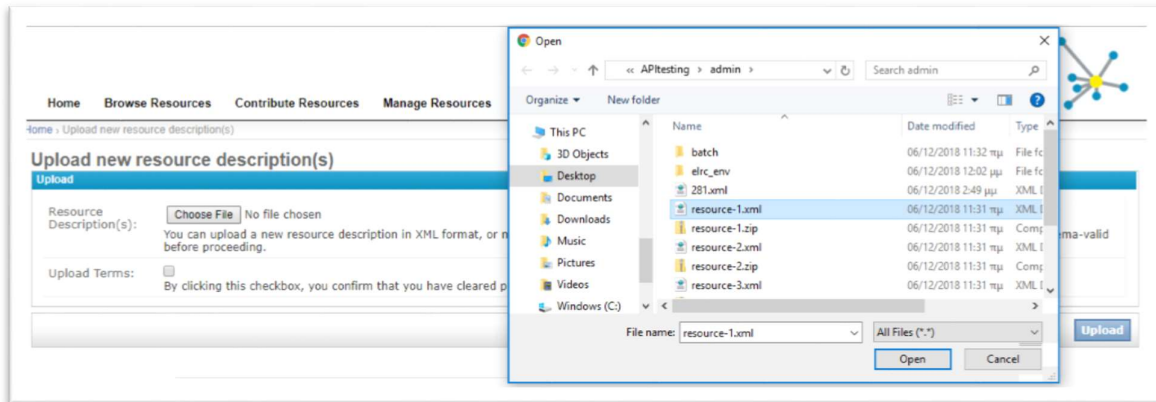 Home Browse Resources Contribute Resources Manage Resources
Home › Upload new resource description(s)
Upload new resource description(s)
Upload
Resource Description(s):
Choose File No file chosen
You can upload a new resource description in XML format, or
ma-valid
before proceeding.
Upload Terms:
By clicking this checkbox, you confirm that you have cleared
Upload
Open
« APItesting › admin ›
Search admin
Organize New folder
This PC
3D Objects
Desktop
Documents
Downloads
Music
Pictures
Videos
Windows (C:)
Name Date modified Type
batch 06/12/2018 11:32 πμ File fc
elrc_env 06/12/2018 12:02 μμ File fc
281.xml 06/12/2018 2:49 μμ XML D
resource-1.xml 06/12/2018 11:31 πμ XML D
resource-1.zip 06/12/2018 11:31 πμ Comp
resource-2.xml 06/12/2018 11:31 πμ XML D
resource-2.zip 06/12/2018 11:31 πμ Comp
resource-3.xml 06/12/2018 11:31 πμ XML D
File name: resource-1.xml All Files (*.*)
Open Cancel